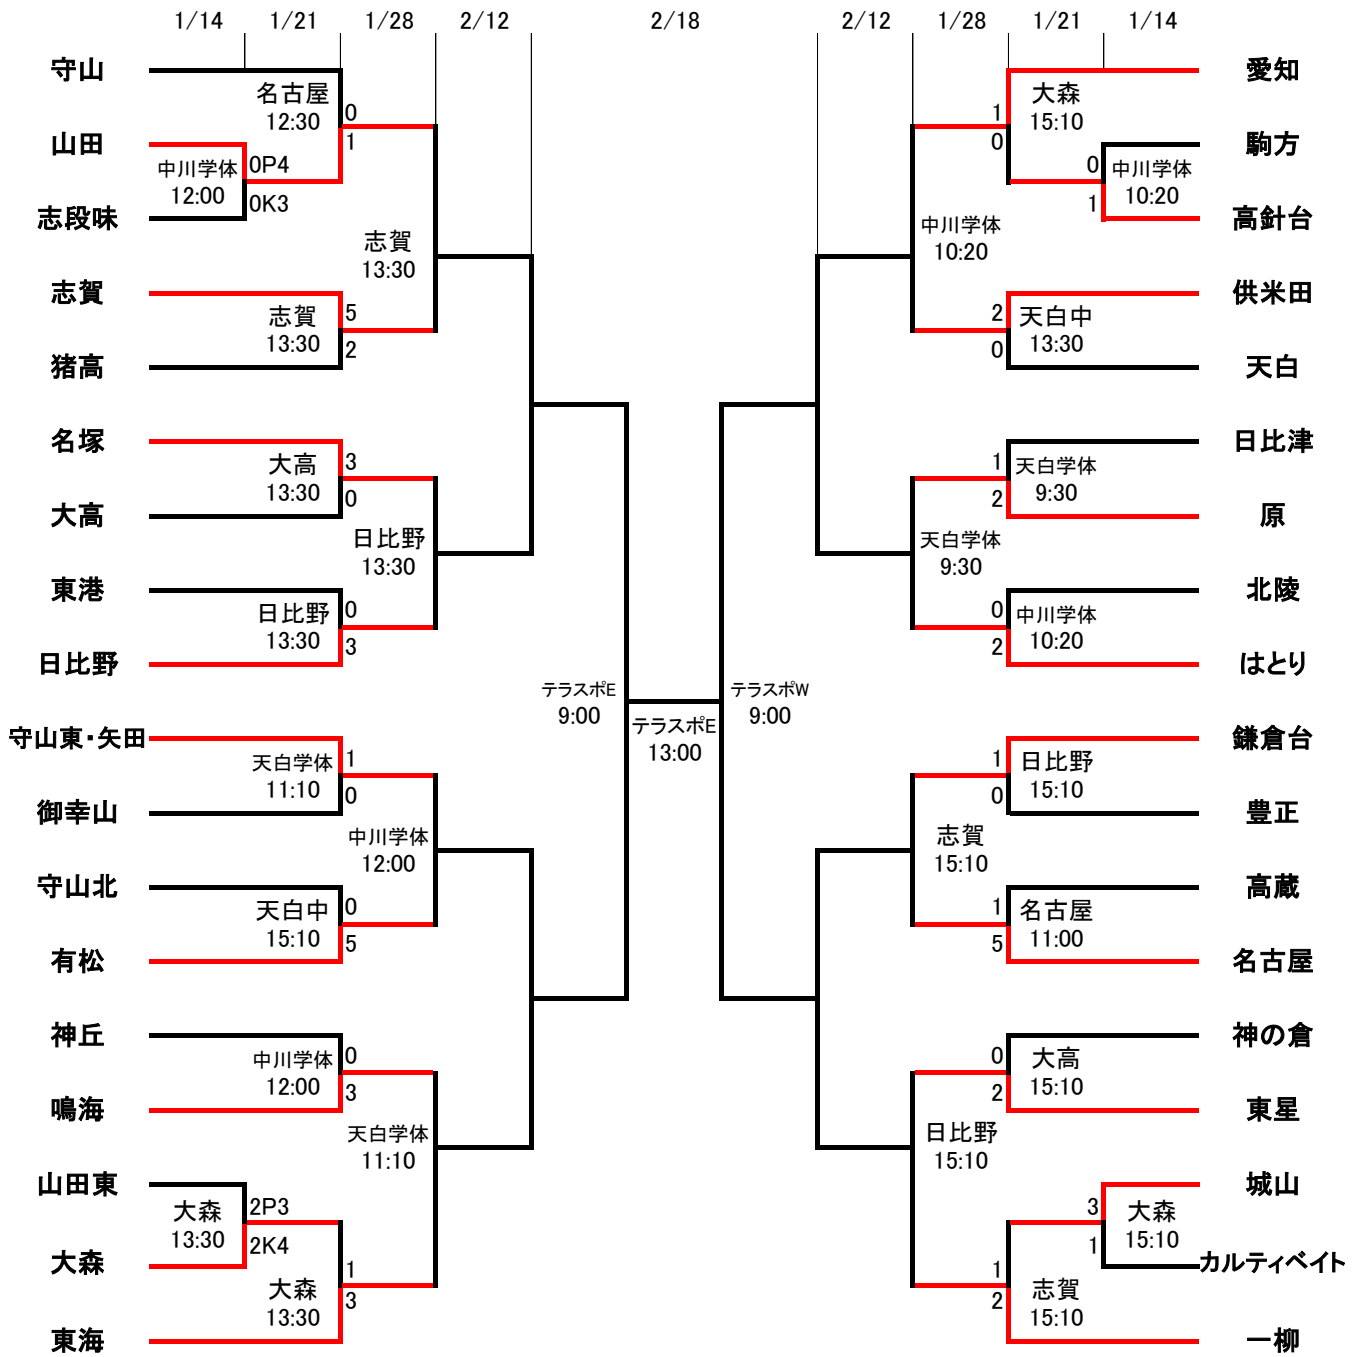 1/14 1/21 1/28 2/12 2/18 2/12 1/28 1/21 1/14
守山
名古屋
12:30
0
1
山田
中川学体
12:00
0P4
0K3
志段味
志賀
13:30
志賀
志賀
13:30
5
2
猪高
名塚
大高
13:30
3
0
大高
日比野
13:30
東港
日比野
13:30
0
3
日比野
テラスポE
9:00
守山東・矢田
天白学体
11:10
1
0
御幸山
中川学体
12:00
守山北
天白中
15:10
0
5
有松
神丘
中川学体
12:00
0
3
鳴海
天白学体
11:10
山田東
大森
13:30
2P3
2K4
大森
大森
13:30
1
3
東海
テラスポE
13:00
愛知
大森
15:10
1
0
駒方
中川学体
10:20
0
1
高針台
中川学体
10:20
供米田
天白中
13:30
2
0
天白
日比津
天白学体
9:30
1
2
原
天白学体
9:30
北陵
中川学体
10:20
0
2
はとり
テラスポW
9:00
鎌倉台
日比野
15:10
1
0
豊正
志賀
15:10
高蔵
名古屋
11:00
1
5
名古屋
神の倉
大高
15:10
0
2
東星
日比野
15:10
城山
大森
15:10
3
1
カルティベイト
志賀
15:10
1
2
一柳